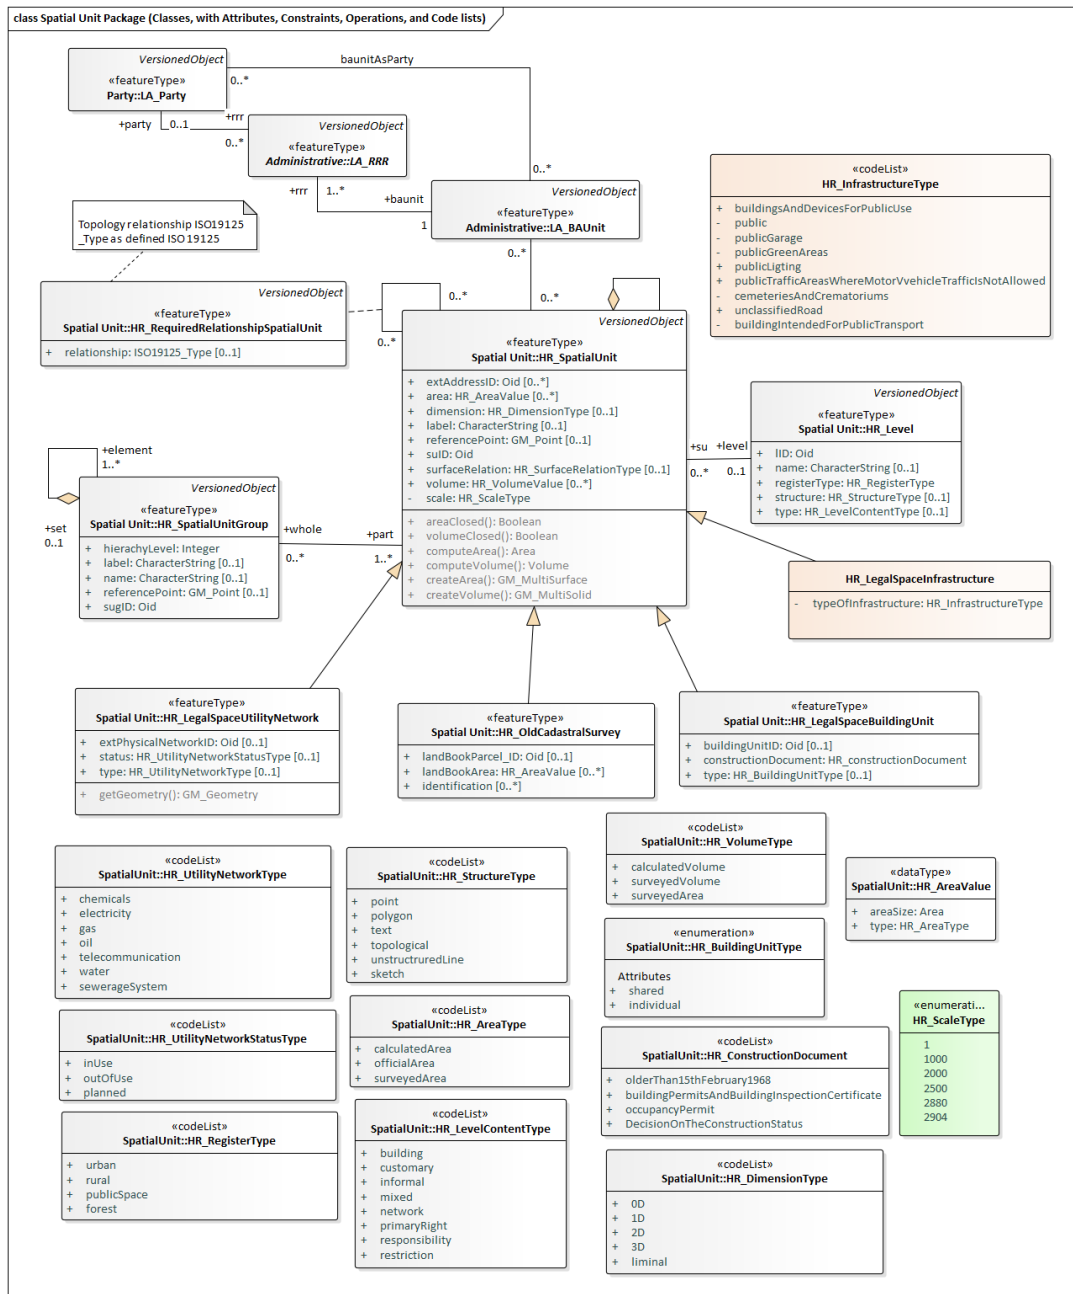 class Spatial Unit Package (Classes, with Attributes, Constraints, Operations, and Code lists)
VersionedObject
«featureType»
Party::LA_Party
baunitAsParty
0..*
+party
0..1
+rrr
0..*
VersionedObject
«featureType»
Administrative::LA_RRR
+rrr
1..*
+baunit
1
0..*
VersionedObject
«featureType»
Administrative::LA_BAUnit
0..*
0..*
«codeList»
HR_InfrastructureType
+ buildingsAndDevicesForPublicUse
- public
- publicGarage
- publicGreenAreas
+ publicLigting
+ publicTrafficAreasWhereMotorVvehicleTrafficIsNotAllowed
- cemeteriesAndCrematoriums
+ unclassifiedRoad
- buildingIntendedForPublicTransport
Topology relationship ISO19125
_Type as defined ISO 19125
VersionedObject
«featureType»
Spatial Unit::HR_RequiredRelationshipSpatialUnit
+ relationship: ISO19125_Type [0..1]
0..*
0..*
VersionedObject
«featureType»
Spatial Unit::HR_SpatialUnit
+ extAddressID: Oid [0..*]
+ area: HR_AreaValue [0..*]
+ dimension: HR_DimensionType [0..1]
+ label: CharacterString [0..1]
+ referencePoint: GM_Point [0..1]
+ suID: Oid
+ surfaceRelation: HR_SurfaceRelationType [0..1]
+ volume: HR_VolumeValue [0..*]
- scale: HR_ScaleType
+ areaClosed(): Boolean
+ volumeClosed(): Boolean
+ computeArea(): Area
+ computeVolume(): Volume
+ createArea(): GM_MultiSurface
+ createVolume(): GM_MultiSolid
+su
0..*
+level
0..1
VersionedObject
«featureType»
Spatial Unit::HR_Level
+ lID: Oid
+ name: CharacterString [0..1]
+ registerType: HR_RegisterType
+ structure: HR_StructureType [0..1]
+ type: HR_LevelContentType [0..1]
+element
1..*
+set
0..1
VersionedObject
«featureType»
Spatial Unit::HR_SpatialUnitGroup
+ hierachyLevel: Integer
+ label: CharacterString [0..1]
+ name: CharacterString [0..1]
+ referencePoint: GM_Point [0..1]
+ sugID: Oid
+whole
0..*
+part
1..*
HR_LegalSpaceInfrastructure
- typeOfInfrastructure: HR_InfrastructureType
«featureType»
Spatial Unit::HR_LegalSpaceUtilityNetwork
+ extPhysicalNetworkID: Oid [0..1]
+ status: HR_UtilityNetworkStatusType [0..1]
+ type: HR_UtilityNetworkType [0..1]
+ getGeometry(): GM_Geometry
«featureType»
Spatial Unit::HR_OldCadastralSurvey
+ landBookParcel_ID: Oid [0..1]
+ landBookArea: HR_AreaValue [0..*]
+ identification [0..*]
«featureType»
Spatial Unit::HR_LegalSpaceBuildingUnit
+ buildingUnitID: Oid [0..1]
+ constructionDocument: HR_constructionDocument
+ type: HR_BuildingUnitType [0..1]
«codeList»
SpatialUnit::HR_UtilityNetworkType
+ chemicals
+ electricity
+ gas
+ oil
+ telecommunication
+ water
+ sewerageSystem
«codeList»
SpatialUnit::HR_StructureType
+ point
+ polygon
+ text
+ topological
+ unstructruredLine
+ sketch
«codeList»
SpatialUnit::HR_VolumeType
+ calculatedVolume
+ surveyedVolume
+ surveyedArea
«dataType»
SpatialUnit::HR_AreaValue
+ areaSize: Area
+ type: HR_AreaType
«enumeration»
SpatialUnit::HR_BuildingUnitType
Attributes
+ shared
+ individual
«enumerati...
HR_ScaleType
1
1000
2000
2500
2880
2904
«codeList»
SpatialUnit::HR_UtilityNetworkStatusType
+ inUse
+ outOfUse
+ planned
«codeList»
SpatialUnit::HR_AreaType
+ calculatedArea
+ officialArea
+ surveyedArea
«codeList»
SpatialUnit::HR_ConstructionDocument
+ olderThan15thFebruary1968
+ buildingPermitsAndBuildingInspectionCertificate
+ occupancyPermit
+ DecisionOnTheConstructionStatus
«codeList»
SpatialUnit::HR_RegisterType
+ urban
+ rural
+ publicSpace
+ forest
«codeList»
SpatialUnit::HR_LevelContentType
+ building
+ customary
+ informal
+ mixed
+ network
+ primaryRight
+ responsibility
+ restriction
«codeList»
SpatialUnit::HR_DimensionType
+ 0D
+ 1D
+ 2D
+ 3D
+ liminal